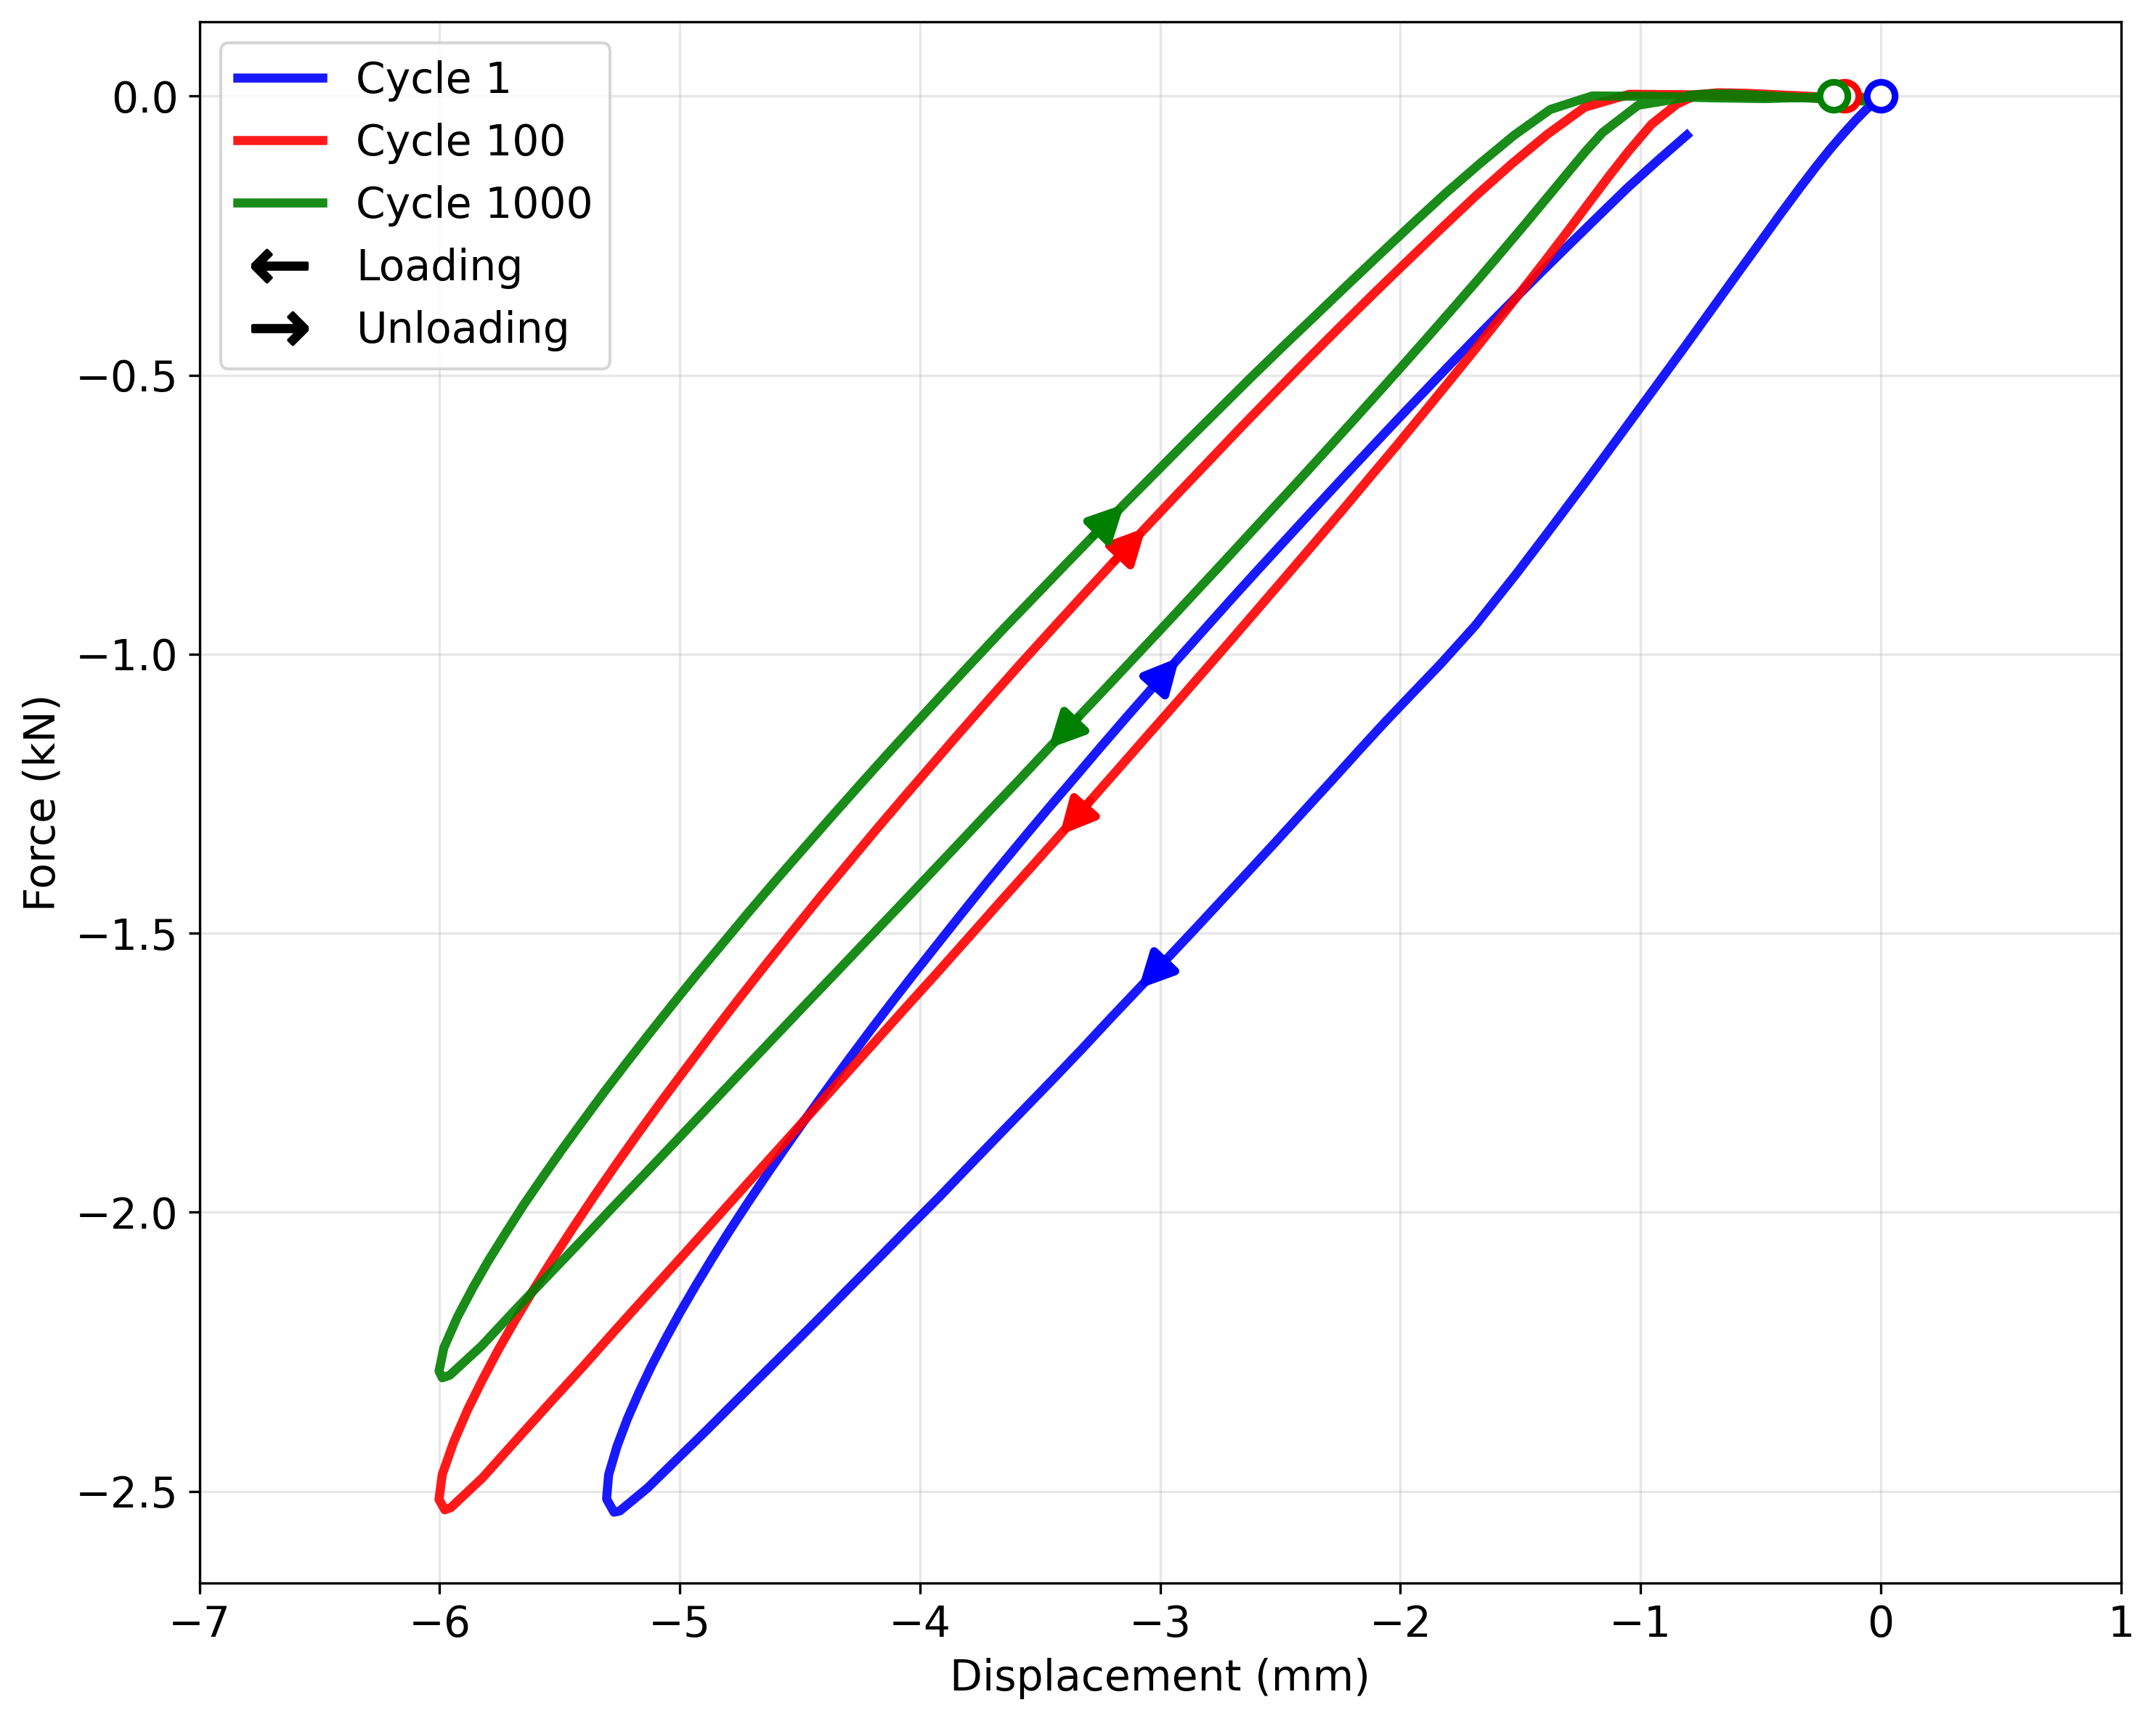 Cycle 1
Cycle 100
Cycle 1000
Loading
Unloading
0.0
−0.5
−1.0
−1.5
−2.0
−2.5
Force (kN)
−7 −6 −5 −4 −3 −2 −1 0 1
Displacement (mm)